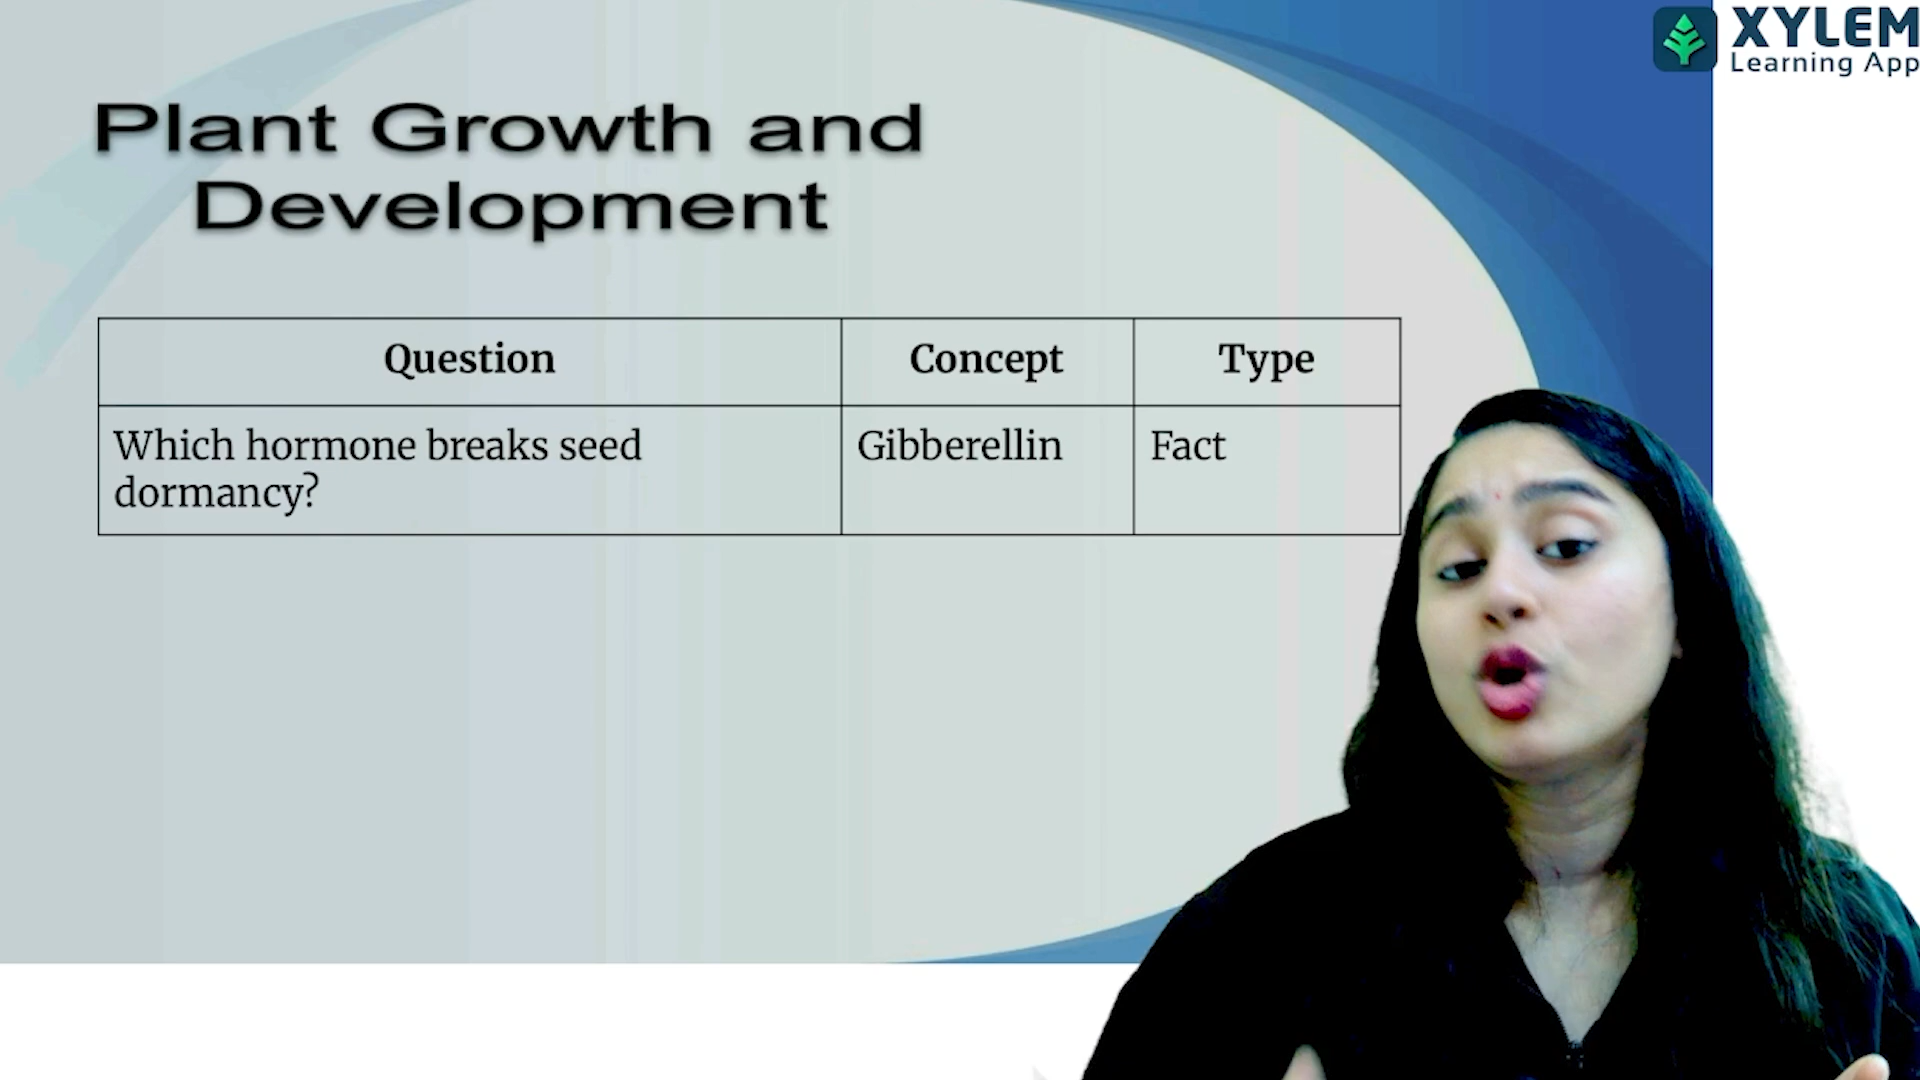 XYLEM
Learning App
Plant Growth and
Development
Question Concept Type
Which hormone breaks seed Gibberellin Fact
dormancy?